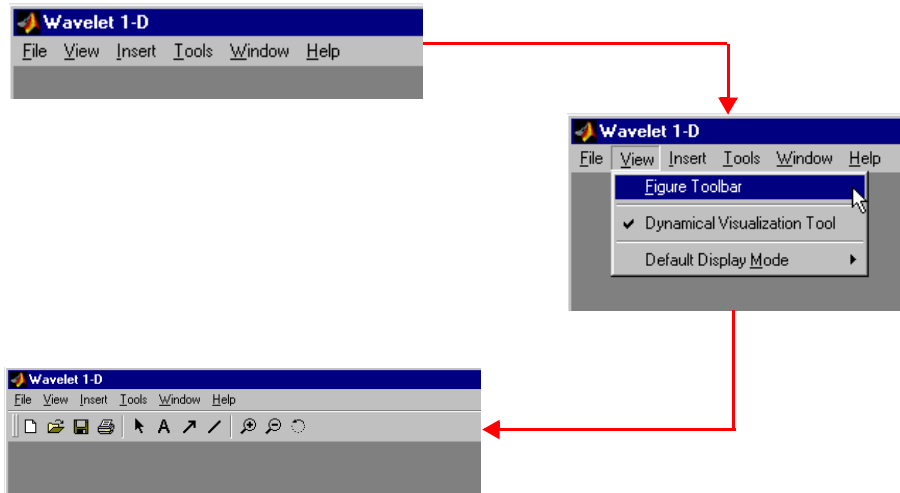 Wavelet 1-D
File View Insert Tools Window Help
Wavelet 1-D
File View Insert Tools Window Help
Figure Toolbar
✓ Dynamical Visualization Tool
Default Display Mode
Wavelet 1-D
File View Insert Tools Window Help
A